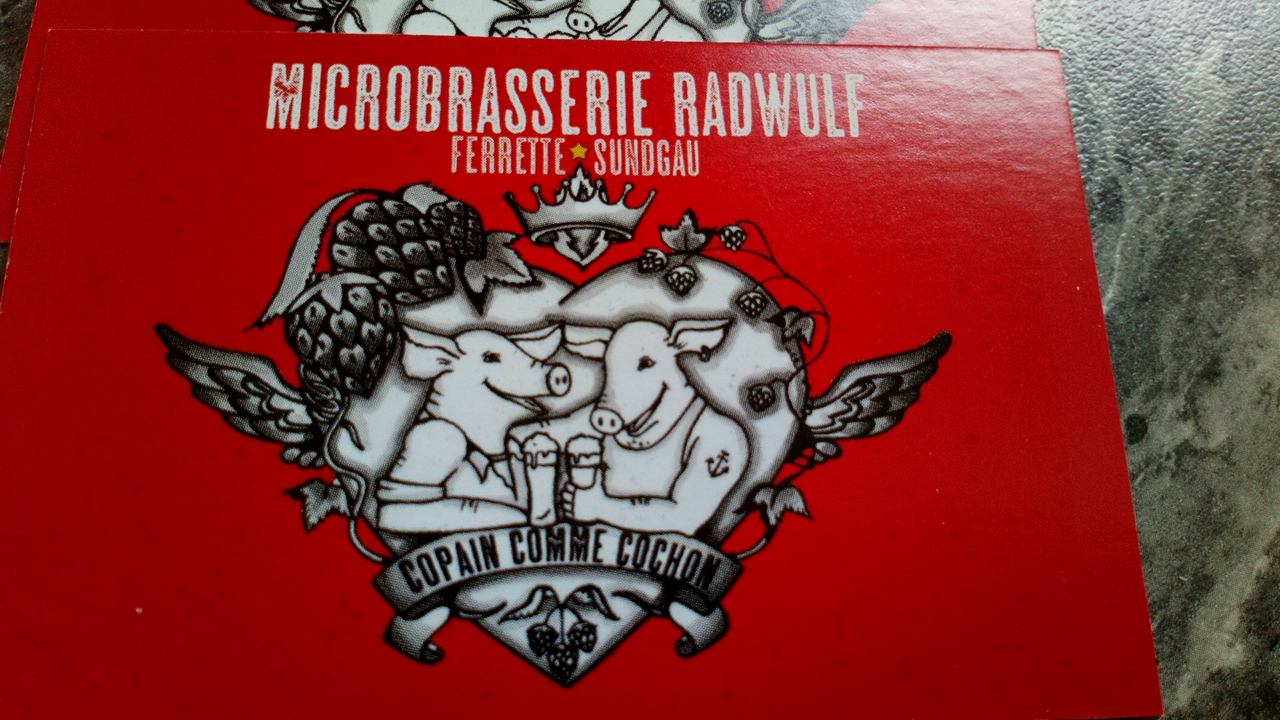 MICROBRASSERIE RADWULF
FERRETTE★SUNDGAU
COPAIN COMME COCHON